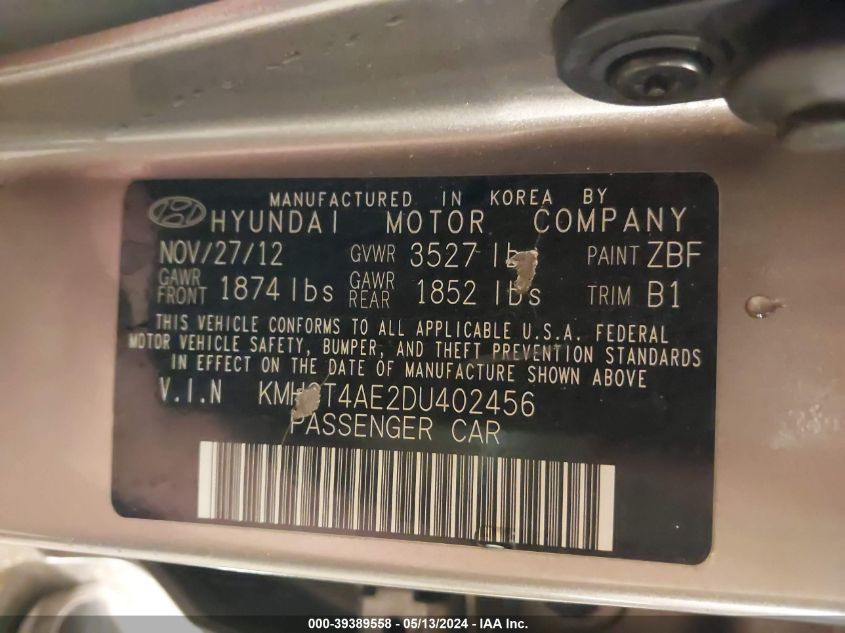 MANUFACTURED IN KOREA BY
HYUNDAI MOTOR COMPANY
NOV/27/12 GVWR 3527 lbs PAINT ZBF
GAWR FRONT 1874 lbs GAWR REAR 1852 lbs TRIM B1
THIS VEHICLE CONFORMS TO ALL APPLICABLE U.S.A. FEDERAL
MOTOR VEHICLE SAFETY, BUMPER, AND THEFT PREVENTION STANDARDS
IN EFFECT ON THE DATE OF MANUFACTURE SHOWN ABOVE
V.I.N
PASSENGER CAR
000-39389558 - 05/13/2024 - IAA Inc.